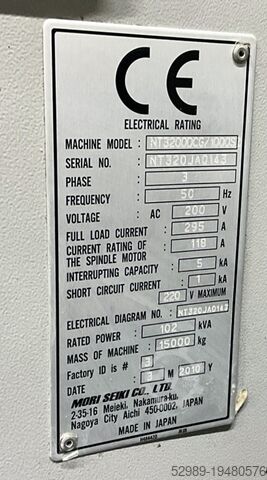 CE
ELECTRICAL RATING
MACHINE MODEL : NT3200DCG/1000S
SERIAL NO. NT320JA0143
PHASE 3
FREQUENCY 50 Hz
VOLTAGE AC 200 V
FULL LOAD CURRENT : 295 A
CURRENT RATING OF THE SPINDLE MOTOR : 118 A
INTERRUPTING CAPACITY : 5 kA
SHORT CIRCUIT CURRENT : 1 kA
220 V MAXIMUM
ELECTRICAL DIAGRAM NO. : NT320JA0143
RATED POWER : 102 kVA
MASS OF MACHINE : 15000 kg
Factory ID is # : 3
DATE : M 2010 Y
MORI SEIKI CO., LTD.
2-35-16 Meieki, Nakamura-ku,
Nagoya City Aichi 450-0002, JAPAN
MADE IN JAPAN
52989-19480576